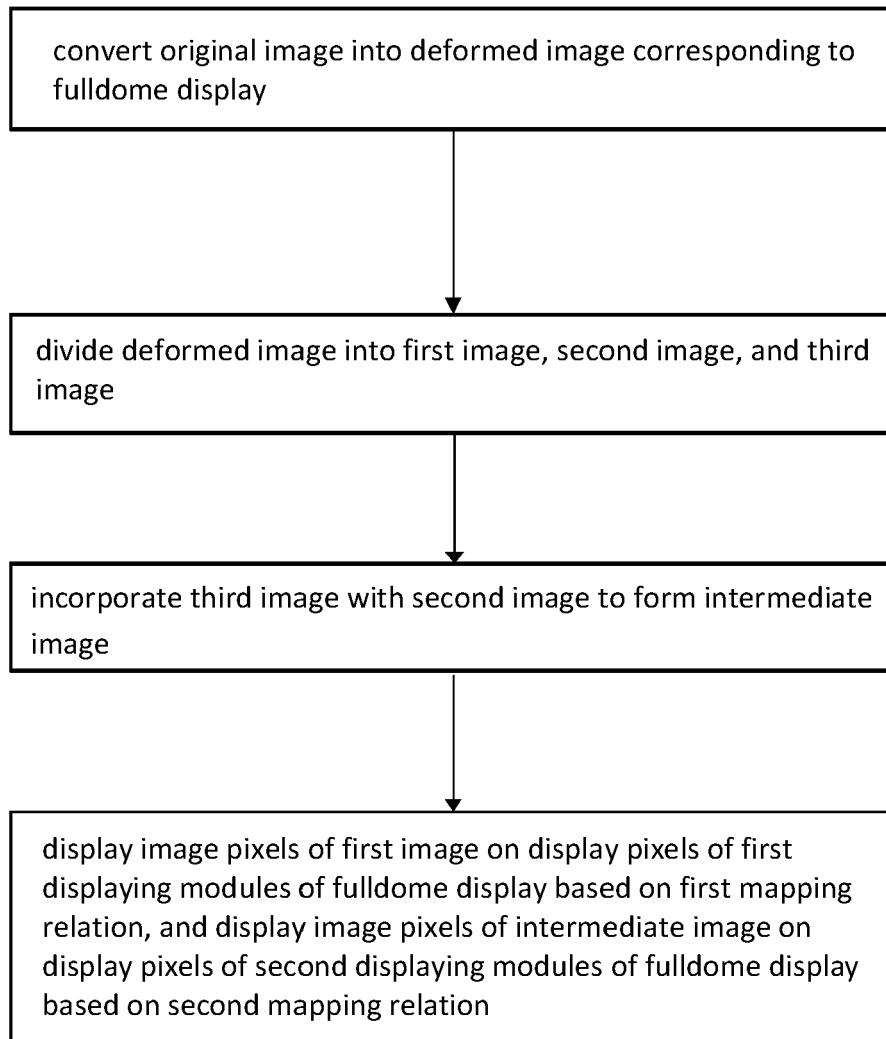 convert original image into deformed image corresponding to
fulldome display
divide deformed image into first image, second image, and third
image
incorporate third image with second image to form intermediate
image
display image pixels of first image on display pixels of first
displaying modules of fulldome display based on first mapping
relation, and display image pixels of intermediate image on
display pixels of second displaying modules of fulldome display
based on second mapping relation